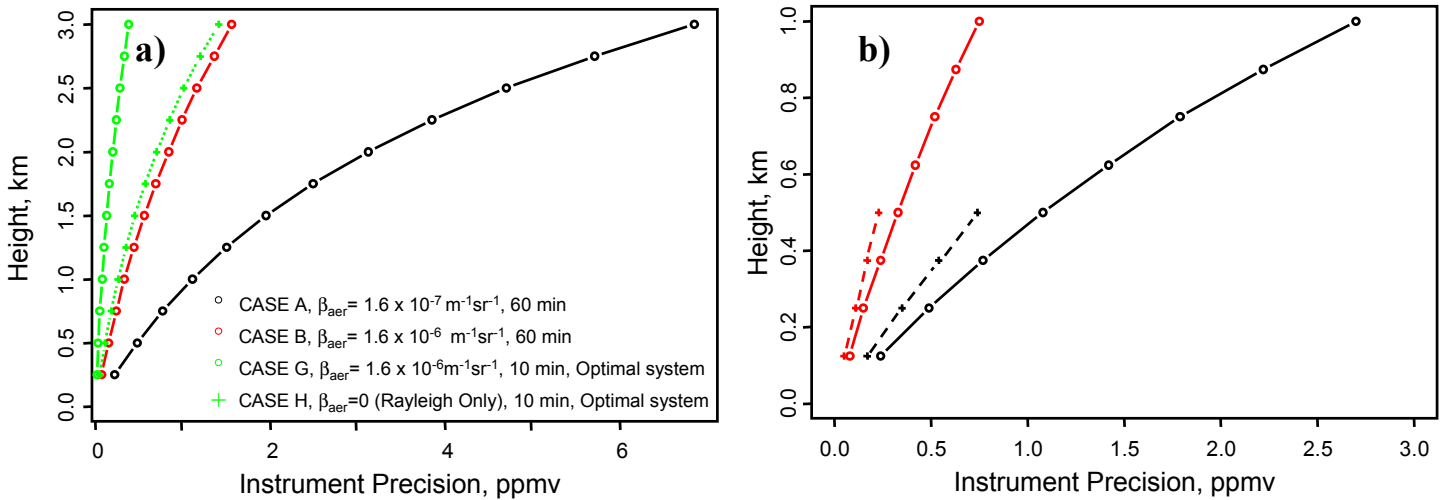 a)
3.0
2.5
2.0
1.5
1.0
0.5
0.0
Height, km
CASE A, βaer= 1.6 x 10-7 m-1sr-1, 60 min
CASE B, βaer= 1.6 x 10-6 m-1sr-1, 60 min
CASE G, βaer= 1.6 x 10-6m-1sr-1, 10 min, Optimal system
CASE H, βaer=0 (Rayleigh Only), 10 min, Optimal system
0 2 4 6
Instrument Precision, ppmv
b)
1.0
0.8
0.6
0.4
0.2
0.0
Height, km
0.0 0.5 1.0 1.5 2.0 2.5 3.0
Instrument Precision, ppmv